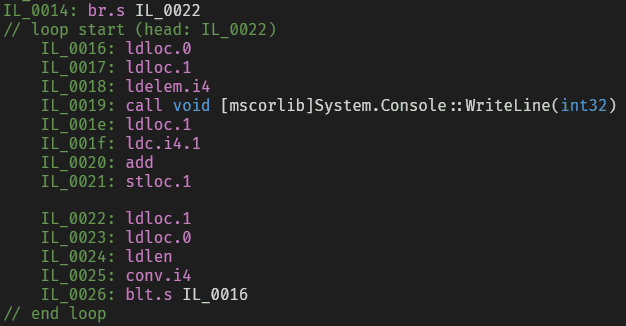 IL_0014: br.s IL_0022
// loop start (head: IL_0022)
IL_0016: ldloc.0
IL_0017: ldloc.1
IL_0018: ldelem.i4
IL_0019: call void [mscorlib]System.Console::WriteLine(int32)
IL_001e: ldloc.1
IL_001f: ldc.i4.1
IL_0020: add
IL_0021: stloc.1
IL_0022: ldloc.1
IL_0023: ldloc.0
IL_0024: ldlen
IL_0025: conv.i4
IL_0026: blt.s IL_0016
// end loop